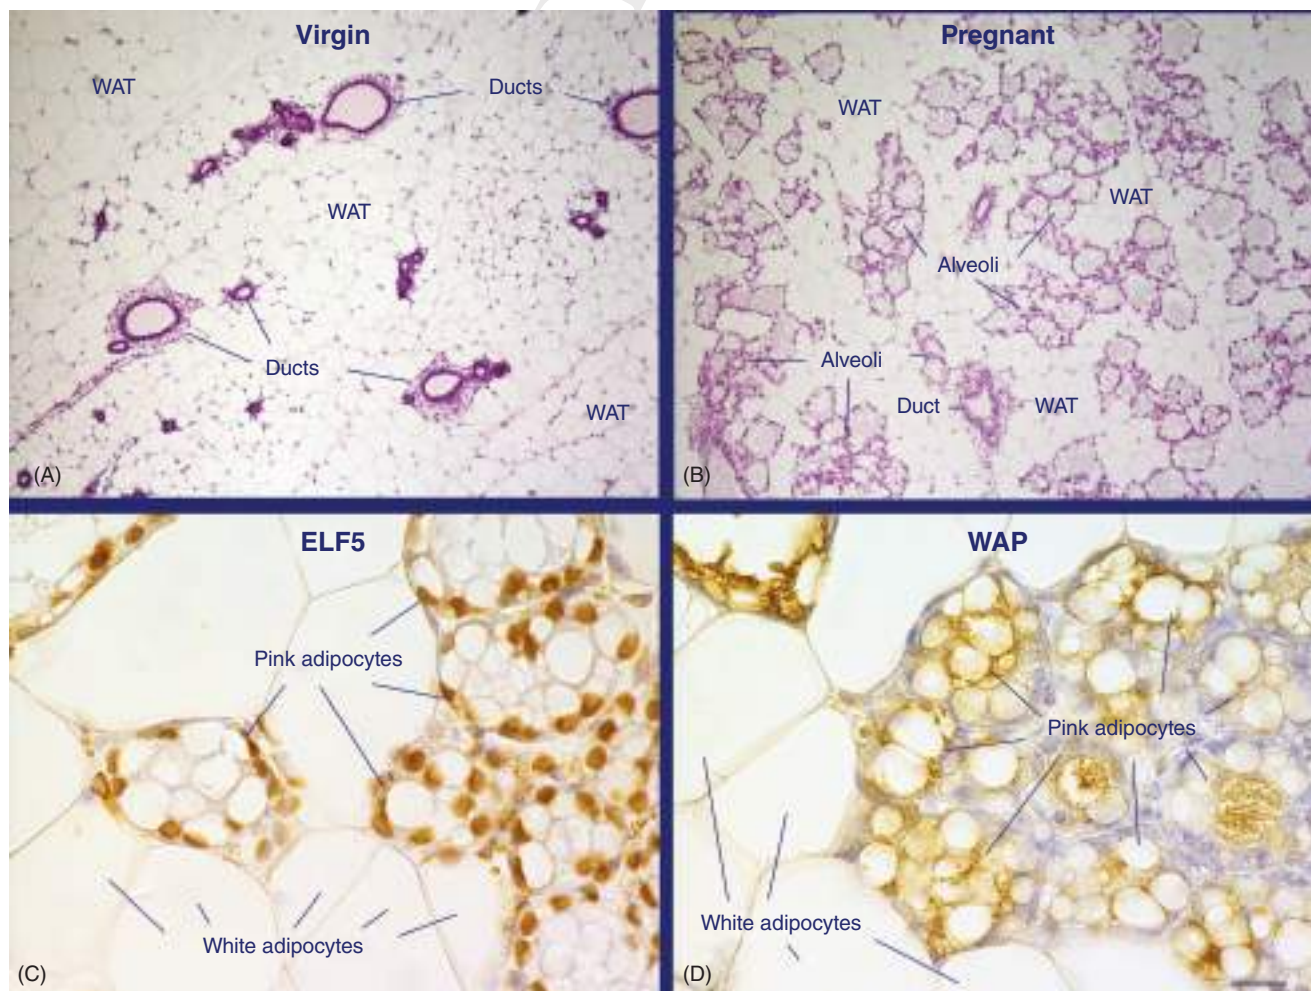 Virgin
WAT
Ducts
WAT
Ducts
WAT
(A)
Pregnant
WAT
WAT
Alveoli
Alveoli
Duct
WAT
(B)
ELF5
Pink adipocytes
White adipocytes
(C)
WAP
Pink adipocytes
White adipocytes
(D)